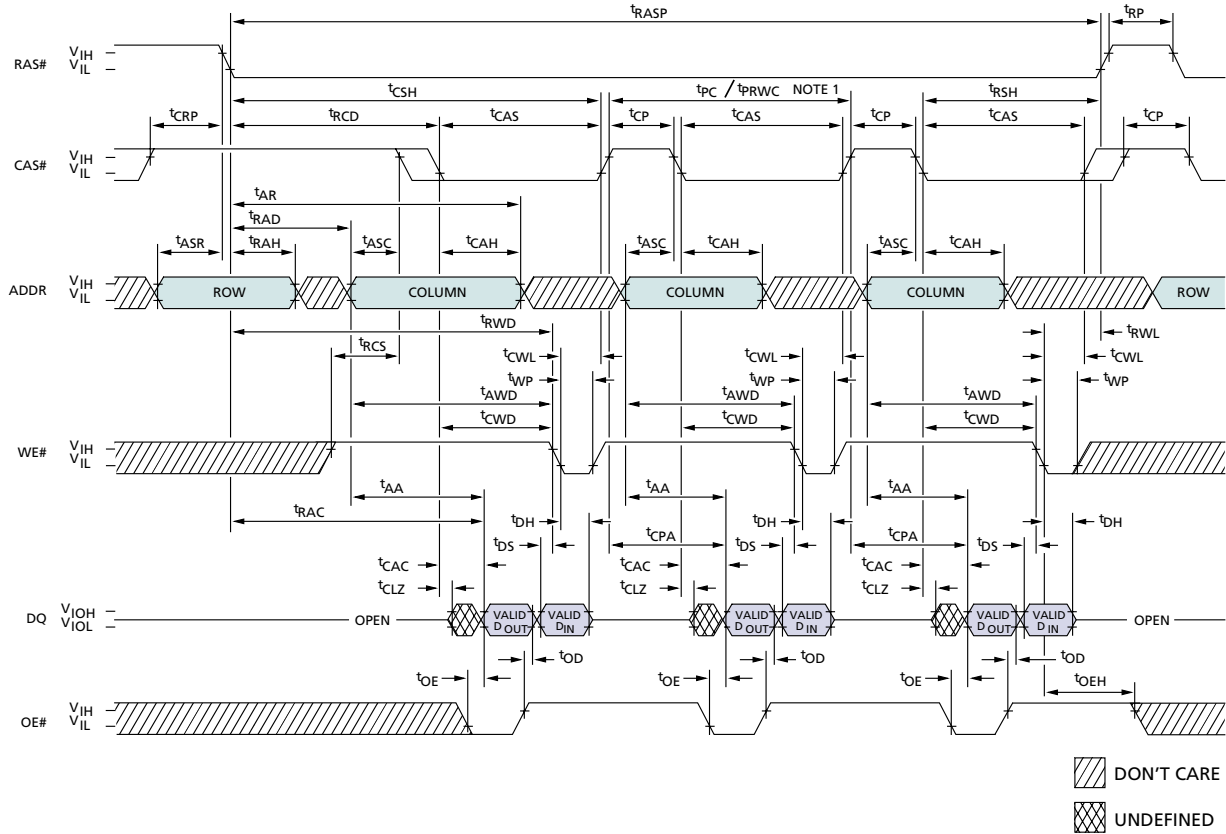 tRASP tRP
RAS# VIH
VIL
tCSH tPC / tPRWC NOTE 1 tRSH
tCRP tRCD tCAS tCP tCAS tCP tCAS tCP
CAS# VIH
VIL
tAR
tRAD
tASR tRAH tASC tCAH tASC tCAH tASC tCAH
ADDR VIH
VIL
ROW COLUMN COLUMN COLUMN ROW
tRWD tRWL
tRCS tCWL tCWL tCWL
tWP tWP tWP
tAWD tAWD tAWD
tCWD tCWD tCWD
WE# VIH
VIL
tAA tAA tAA
tRAC tDH tDH tDH
tDS tCPA tDS tCPA tDS
tCAC tCAC tCAC
tCLZ tCLZ tCLZ
DQ VIOH
VIOL
OPEN VALID DOUT VALID DIN VALID DOUT VALID DIN VALID DOUT VALID DIN OPEN
tOD tOD tOD
tOE tOE tOE tOEH
OE# VIH
VIL
DON'T CARE
UNDEFINED